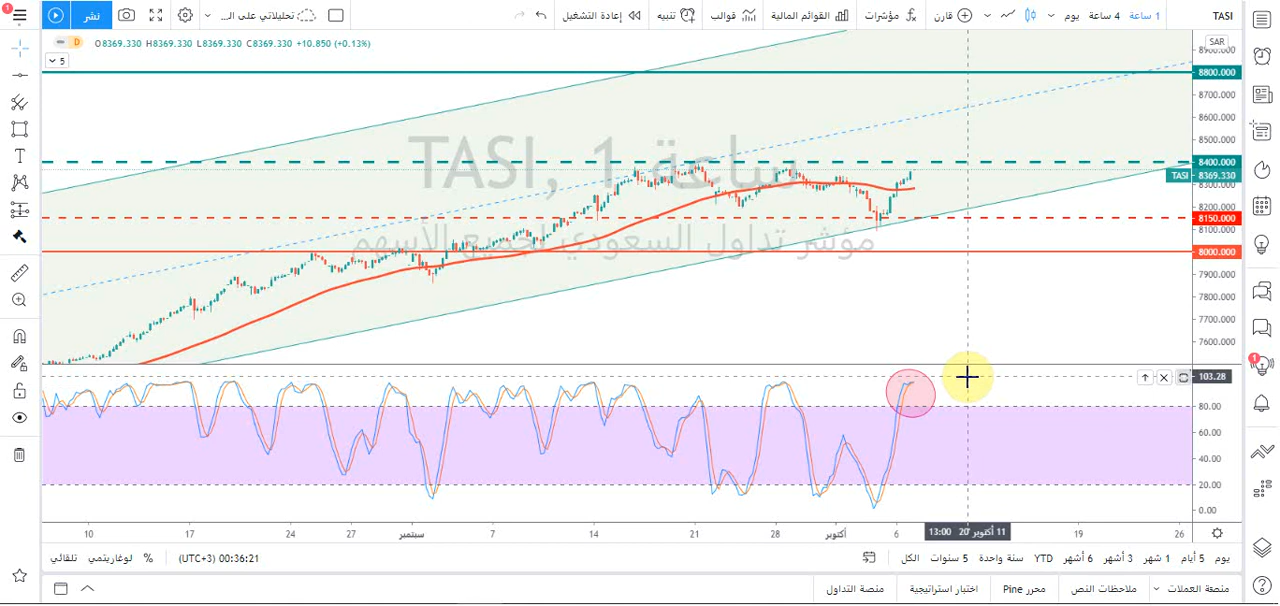 1
نشر
تحليلاتي على الـ...
إعادة التشغيل
تنبيه
قوالب
القوائم المالية
مؤشرات
قارن
يوم
4 ساعة
1 ساعة
TASI
D
O8369.330 H8369.330 L8369.330 C8369.330 +10.850 (+0.13%)
5
TASI, 1 ساعة
مؤشر تداول السعودي لجميع الأسهم
SAR
8800.000
8700.000
8600.000
8500.000
8400.000
TASI 8369.330
8300.000
8200.000
8150.000
8100.000
8000.000
7900.000
7800.000
7700.000
7600.000
103.28
80.00
60.00
40.00
20.00
0.00
1
10
17
24
27
سبتمبر
7
14
21
28
أكتوبر
6
11 أكتوبر '20 13:00
19
26
تلقائي
لوغاريتمي
%
00:36:21 (UTC+3)
الكل
5 سنوات
سنة واحدة
YTD
6 أشهر
3 أشهر
1 شهر
5 أيام
يوم
منصة التداول
اختبار استراتيجية
محرر Pine
ملاحظات النص
منصفة العملات